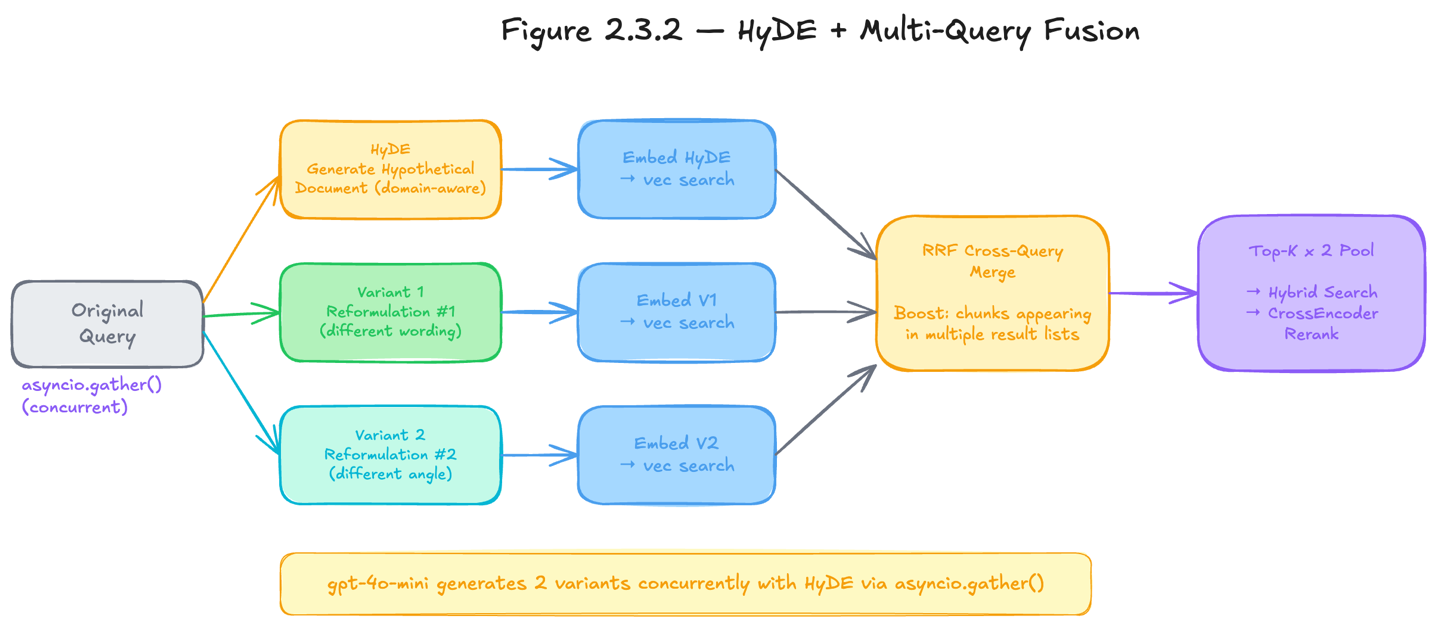 Figure 2.3.2 — HyDE + Multi-Query Fusion
HyDE
Generate Hypothetical
Document (domain-aware)
Embed HyDE
→ vec search
Original
Query
asyncio.gather()
(concurrent)
Variant 1
Reformulation #1
(different wording)
Embed V1
→ vec search
Variant 2
Reformulation #2
(different angle)
Embed V2
→ vec search
RRF Cross-Query
Merge
Boost: chunks appearing
in multiple result lists
Top-K x 2 Pool
→ Hybrid Search
→ CrossEncoder
Rerank
gpt-4o-mini generates 2 variants concurrently with HyDE via asyncio.gather()